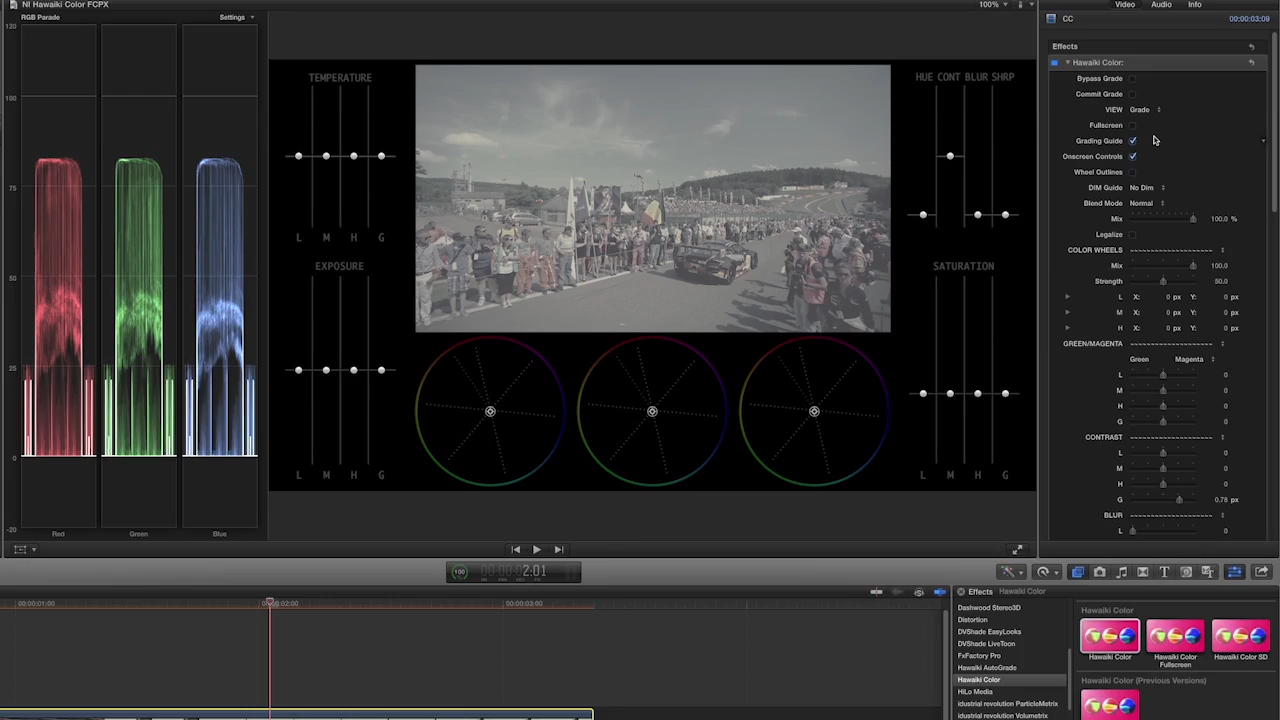 NI Hawaiki Color FCPX
100%
Video
Audio
Info
RGB Parade
Settings
CC
00:00:03:09
120
100
75
50
25
0
-20
Red
Green
Blue
TEMPERATURE
L M H G
EXPOSURE
L M H G
HUE CONT BLUR SHRP
SATURATION
L M H G
Effects
Hawaiki Color:
Bypass Grade
Commit Grade
VIEW Grade
Fullscreen
Grading Guide
Onscreen Controls
Wheel Outlines
DIM Guide No Dim
Blend Mode Normal
Mix 100.0 %
Legalize
COLOR WHEELS
Mix 100.0
Strength 50.0
L X: 0 px Y: 0 px
M X: 0 px Y: 0 px
H X: 0 px Y: 0 px
GREEN/MAGENTA
Green Magenta
L 0
M 0
H 0
G 0
CONTRAST
L 0
M 0
H 0
G 0.78 px
BLUR
L 0
100
2:01
00:00:01:00
00:00:02:00
00:00:03:00
Effects Hawaiki Color
Dashwood Stereo3D
Distortion
DVShade EasyLooks
DVShade LiveToon
FxFactory Pro
Hawaiki AutoGrade
Hawaiki Color
HiLo Media
industrial revolution ParticleMetrix
industrial revolution Volumetrix
Hawaiki Color
Hawaiki Color
Hawaiki Color Fullscreen
Hawaiki Color SD
Hawaiki Color (Previous Versions)